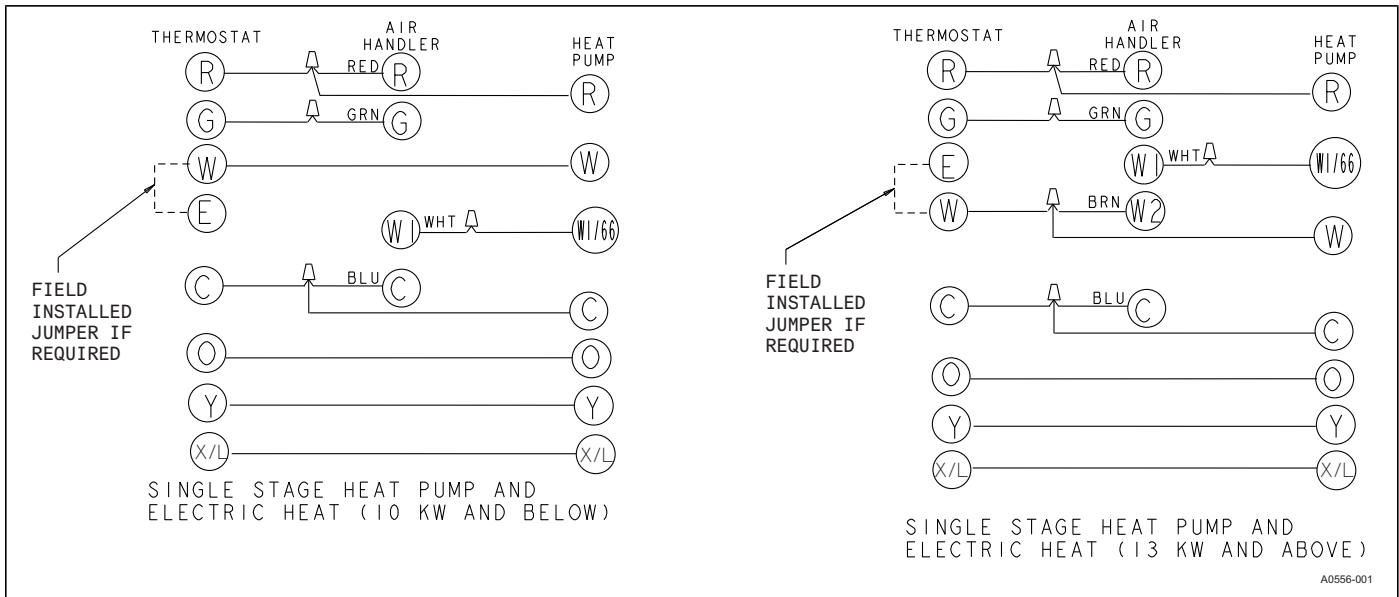 THERMOSTAT
AIR
HANDLER
HEAT
PUMP
R
RED
R
R
G
GRN
G
W
W
E
W1
WHT
W1/66
C
BLU
C
C
O
O
Y
Y
X/L
X/L
FIELD
INSTALLED
JUMPER IF
REQUIRED
SINGLE STAGE HEAT PUMP AND
ELECTRIC HEAT (10 KW AND BELOW)
THERMOSTAT
AIR
HANDLER
HEAT
PUMP
R
RED
R
R
G
GRN
G
E
W1
WHT
W1/66
W
BRN
W2
W
C
BLU
C
C
O
O
Y
Y
X/L
X/L
FIELD
INSTALLED
JUMPER IF
REQUIRED
SINGLE STAGE HEAT PUMP AND
ELECTRIC HEAT (13 KW AND ABOVE)
A0556-001